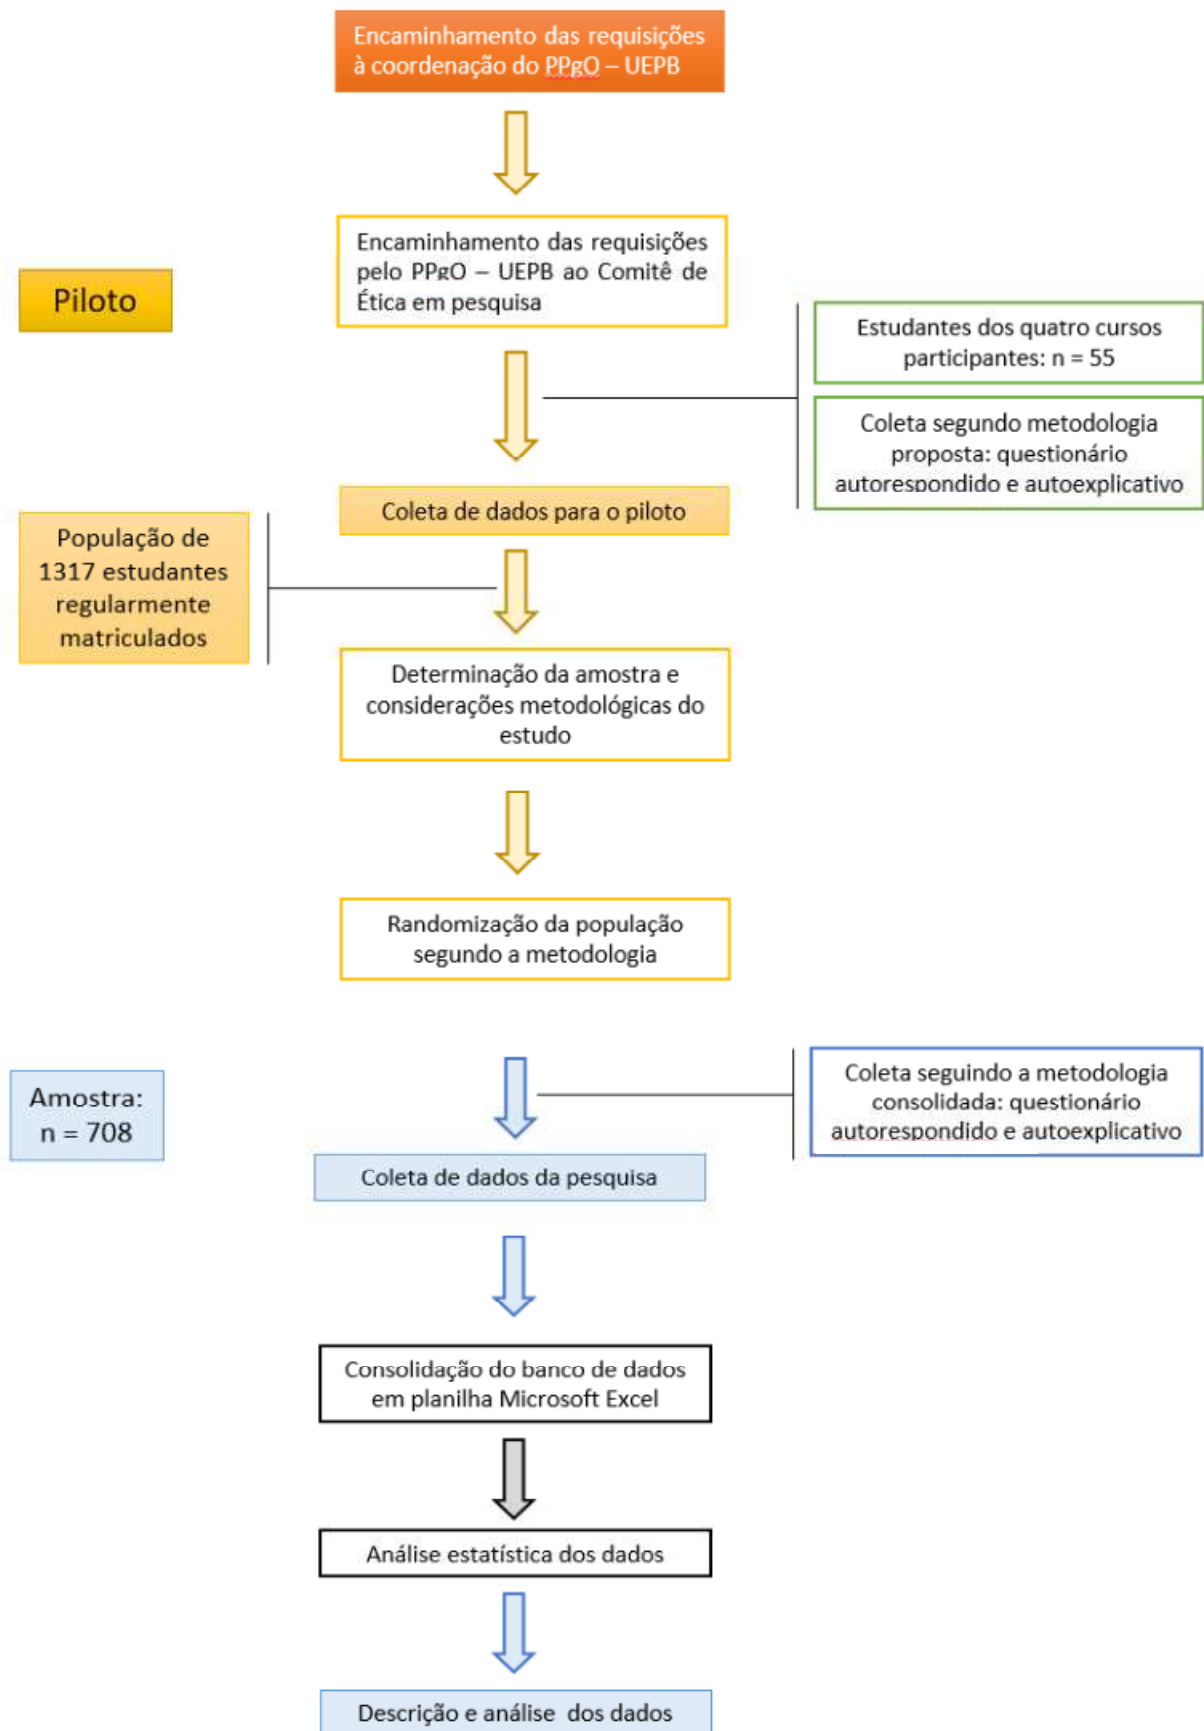 Encaminhamento das requisições
à coordenação do PPgO – UEPB
Encaminhamento das requisições
pelo PPgO – UEPB ao Comitê de
Ética em pesquisa
Piloto
Estudantes dos quatro cursos
participantes: n = 55
Coleta segundo metodologia
proposta: questionário
autorespondido e autoexplicativo
Coleta de dados para o piloto
População de
1317 estudantes
regularmente
matriculados
Determinação da amostra e
considerações metodológicas do
estudo
Randomização da população
segundo a metodologia
Amostra:
n = 708
Coleta seguindo a metodologia
consolidada: questionário
autorespondido e autoexplicativo
Coleta de dados da pesquisa
Consolidação do banco de dados
em planilha Microsoft Excel
Análise estatística dos dados
Descrição e análise dos dados